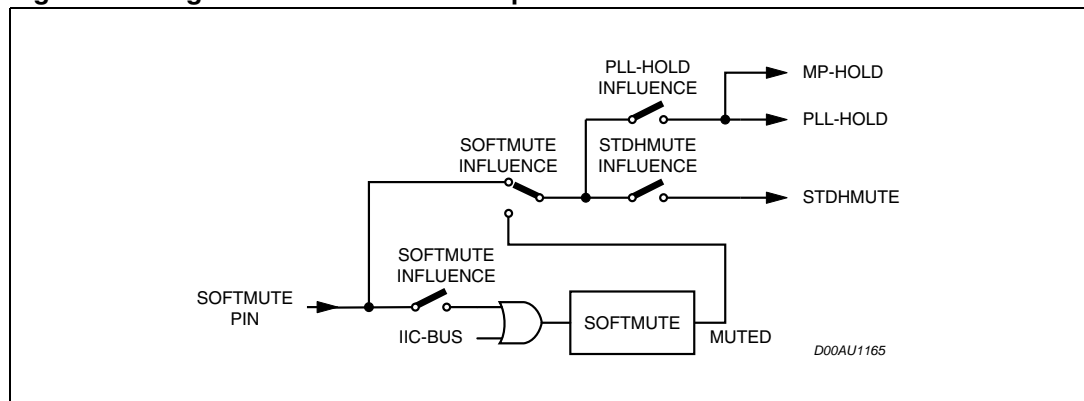 PLL-HOLD
INFLUENCE
MP-HOLD
PLL-HOLD
SOFTMUTE
INFLUENCE
STDHMUTE
INFLUENCE
STDHMUTE
SOFTMUTE
INFLUENCE
SOFTMUTE
PIN
IIC-BUS
SOFTMUTE
MUTED
D00AU1165